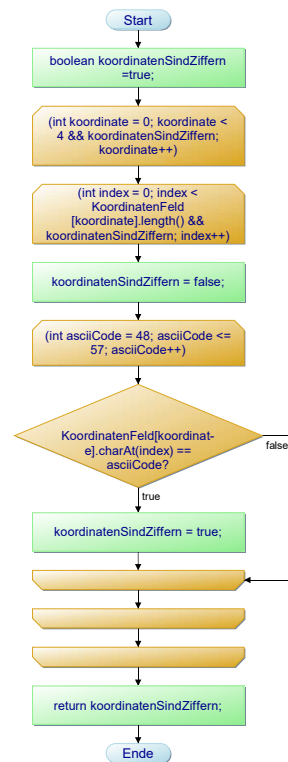 Start
boolean koordinatenSindZiffern
=true;
(int koordinate = 0; koordinate <
4 && koordinatenSindZiffern;
koordinate++)
(int index = 0; index <
KoordinatenFeld
[koordinate].length() &&
koordinatenSindZiffern; index++)
koordinatenSindZiffern = false;
(int asciiCode = 48; asciiCode <=
57; asciiCode++)
KoordinatenFeld[koordinat-
e].charAt(index) ==
asciiCode?
false
true
koordinatenSindZiffern = true;
return koordinatenSindZiffern;
Ende